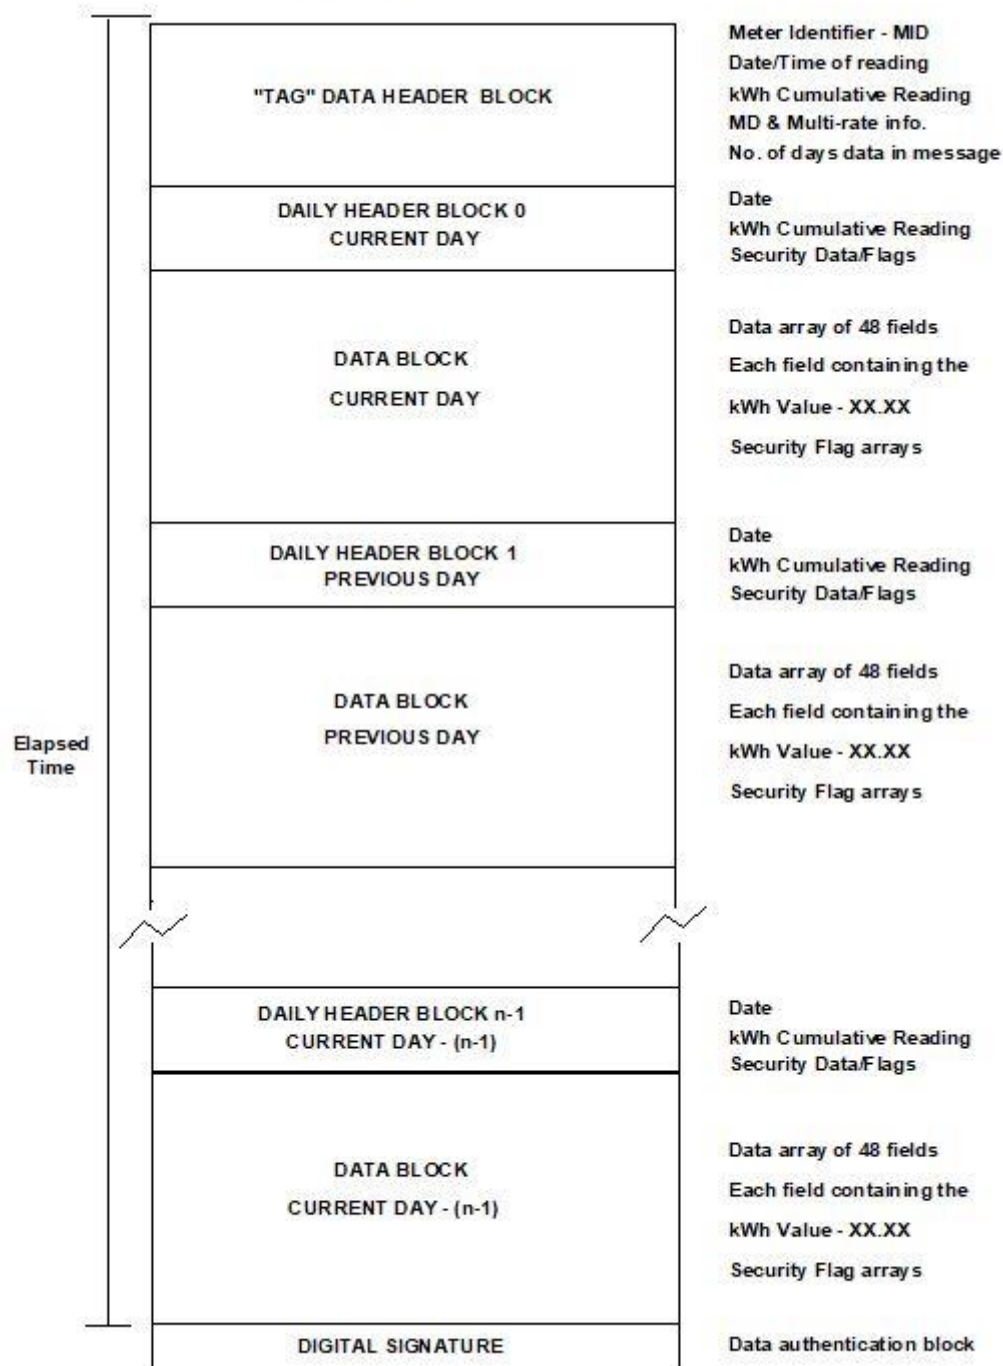 "TAG" DATA HEADER BLOCK
Meter Identifier - MID
Date/Time of reading
kWh Cumulative Reading
MD & Multi-rate info.
No. of days data in message
DAILY HEADER BLOCK 0
CURRENT DAY
Date
kWh Cumulative Reading
Security Data/Flags
DATA BLOCK
CURRENT DAY
Data array of 48 fields
Each field containing the
kWh Value - XX.XX
Security Flag arrays
DAILY HEADER BLOCK 1
PREVIOUS DAY
Date
kWh Cumulative Reading
Security Data/Flags
DATA BLOCK
PREVIOUS DAY
Data array of 48 fields
Each field containing the
kWh Value - XX.XX
Security Flag arrays
Elapsed
Time
DAILY HEADER BLOCK n-1
CURRENT DAY - (n-1)
Date
kWh Cumulative Reading
Security Data/Flags
DATA BLOCK
CURRENT DAY - (n-1)
Data array of 48 fields
Each field containing the
kWh Value - XX.XX
Security Flag arrays
DIGITAL SIGNATURE
Data authentication block